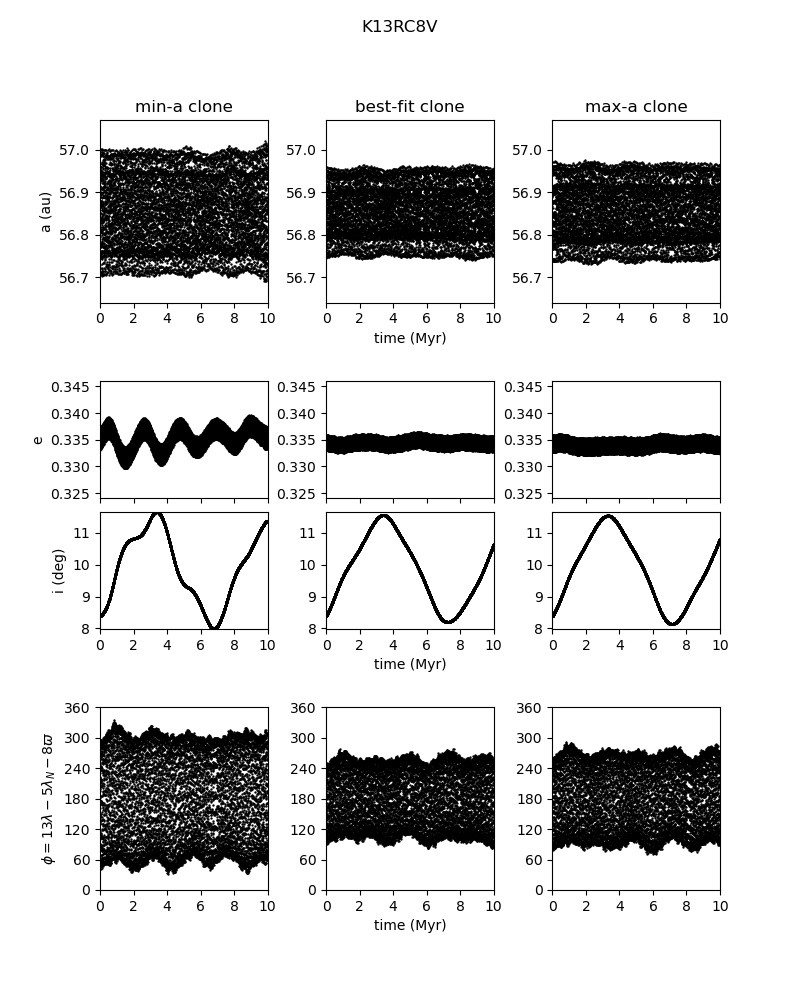 K13RC8V
min-a clone best-fit clone max-a clone
57.0 57.0 57.0
56.9 56.9 56.9
56.8 56.8 56.8
56.7 56.7 56.7
a (au)
0 2 4 6 8 10 0 2 4 6 8 10 0 2 4 6 8 10
time (Myr)
0.345 0.345 0.345
0.340 0.340 0.340
0.335 0.335 0.335
0.330 0.330 0.330
0.325 0.325 0.325
e
11 11 11
10 10 10
9 9 9
8 8 8
i (deg)
0 2 4 6 8 10 0 2 4 6 8 10 0 2 4 6 8 10
time (Myr)
360 360 360
300 300 300
240 240 240
180 180 180
120 120 120
60 60 60
0 0 0
ϕ = 13λ − 5λ_N − 8ϖ
0 2 4 6 8 10 0 2 4 6 8 10 0 2 4 6 8 10
time (Myr)